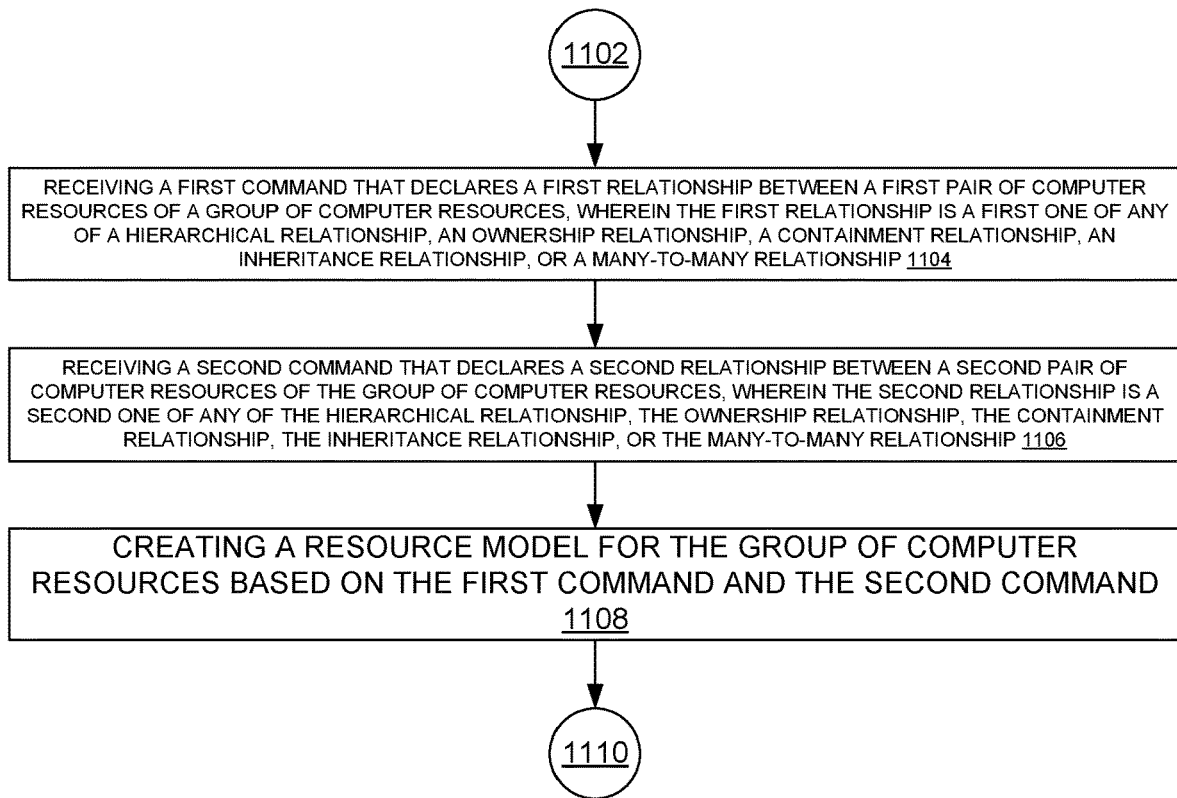 1102
RECEIVING A FIRST COMMAND THAT DECLARES A FIRST RELATIONSHIP BETWEEN A FIRST PAIR OF COMPUTER
RESOURCES OF A GROUP OF COMPUTER RESOURCES, WHEREIN THE FIRST RELATIONSHIP IS A FIRST ONE OF ANY
OF A HIERARCHICAL RELATIONSHIP, AN OWNERSHIP RELATIONSHIP, A CONTAINMENT RELATIONSHIP, AN
INHERITANCE RELATIONSHIP, OR A MANY-TO-MANY RELATIONSHIP 1104
RECEIVING A SECOND COMMAND THAT DECLARES A SECOND RELATIONSHIP BETWEEN A SECOND PAIR OF
COMPUTER RESOURCES OF THE GROUP OF COMPUTER RESOURCES, WHEREIN THE SECOND RELATIONSHIP IS A
SECOND ONE OF ANY OF THE HIERARCHICAL RELATIONSHIP, THE OWNERSHIP RELATIONSHIP, THE CONTAINMENT
RELATIONSHIP, THE INHERITANCE RELATIONSHIP, OR THE MANY-TO-MANY RELATIONSHIP 1106
CREATING A RESOURCE MODEL FOR THE GROUP OF COMPUTER
RESOURCES BASED ON THE FIRST COMMAND AND THE SECOND COMMAND
1108
1110